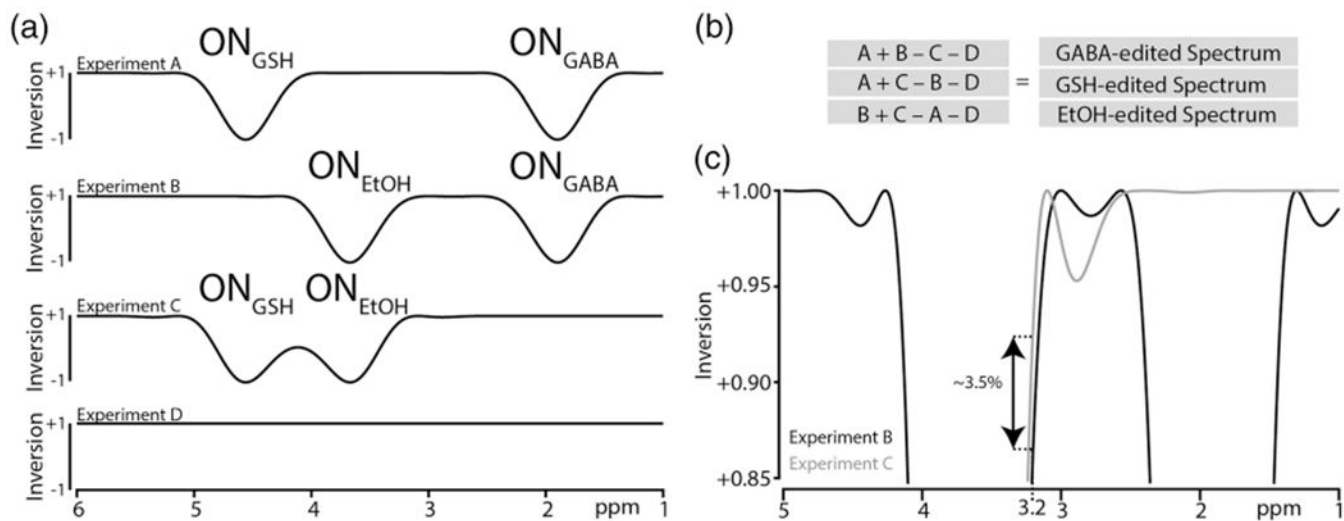 (a)
ON_GSH ON_GABA
Experiment A
Inversion
+1
-1
ON_EtOH ON_GABA
Experiment B
Inversion
+1
-1
ON_GSH ON_EtOH
Experiment C
Inversion
+1
-1
Experiment D
Inversion
+1
-1
6 5 4 3 2 ppm 1
(b)
A + B – C – D = GABA-edited Spectrum
A + C – B – D = GSH-edited Spectrum
B + C – A – D = EtOH-edited Spectrum
(c)
Inversion
+1.00
+0.95
+0.90
+0.85
~3.5%
Experiment B
Experiment C
5 4 3.2 3 2 ppm 1